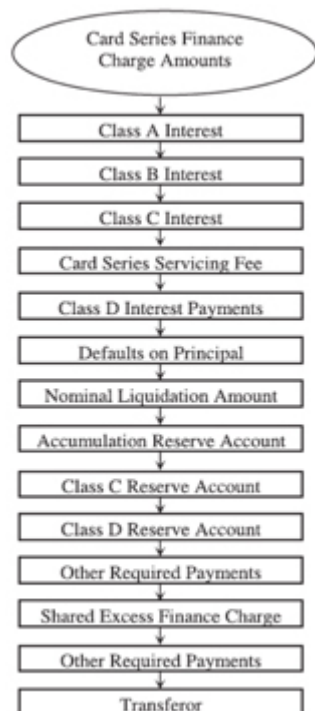 Card Series Finance
Charge Amounts
Class A Interest
Class B Interest
Class C Interest
Card Series Servicing Fee
Class D Interest Payments
Defaults on Principal
Nominal Liquidation Amount
Accumulation Reserve Account
Class C Reserve Account
Class D Reserve Account
Other Required Payments
Shared Excess Finance Charge
Other Required Payments
Transferor